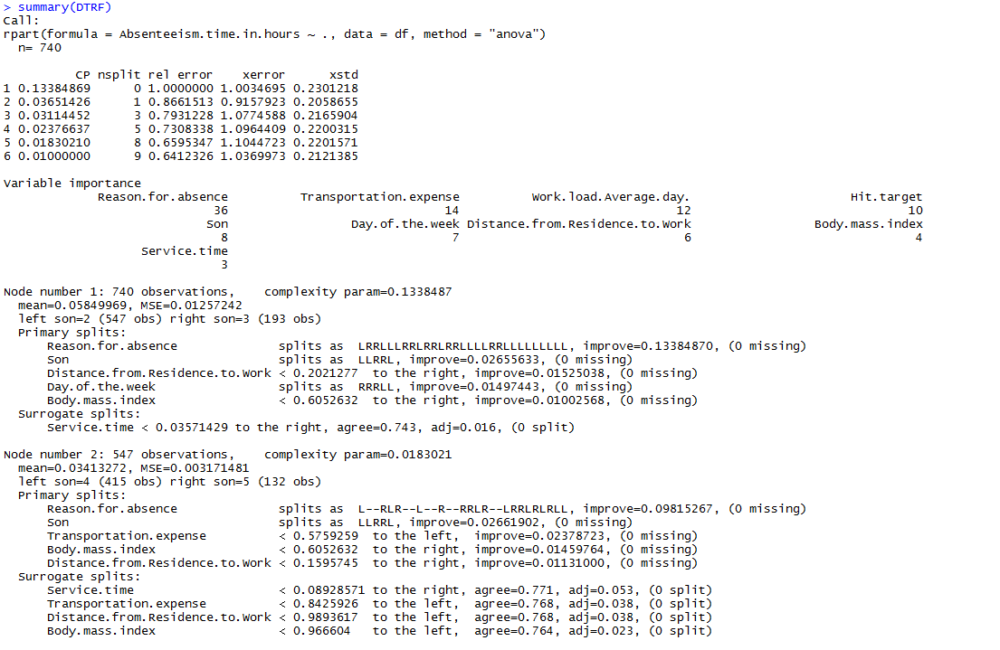 > summary(DTRF)
Call:
rpart(formula = Absenteeism.time.in.hours ~ ., data = df, method = "anova")
  n= 740

          CP nsplit rel error    xerror      xstd
1 0.13384869      0 1.0000000 1.0034695 0.2301218
2 0.03651426      1 0.8661513 0.9157923 0.2058655
3 0.03114452      3 0.7931228 1.0774588 0.2165904
4 0.02376637      5 0.7308338 1.0964409 0.2200315
5 0.01830210      8 0.6595347 1.1044723 0.2201571
6 0.01000000      9 0.6412326 1.0369973 0.2121385

Variable importance
             Reason.for.absence          Transportation.expense          Work.load.Average.day.                      Hit.target
                             36                              14                              12                              10
                            Son                 Day.of.the.week Distance.from.Residence.to.Work                 Body.mass.index
                              8                               7                               6                               4
                   Service.time
                              3

Node number 1: 740 observations,    complexity param=0.1338487
  mean=0.05849969, MSE=0.01257242
  left son=2 (547 obs) right son=3 (193 obs)
  Primary splits:
      Reason.for.absence              splits as  LRRLLLRRLRRLRRLLLLRRLLLLLLLLL, improve=0.13384870, (0 missing)
      Son                             splits as  LLRRL, improve=0.02655633, (0 missing)
      Distance.from.Residence.to.Work < 0.2021277  to the right, improve=0.01525038, (0 missing)
      Day.of.the.week                 splits as  RRRLL, improve=0.01497443, (0 missing)
      Body.mass.index                 < 0.6052632  to the right, improve=0.01002568, (0 missing)
  Surrogate splits:
      Service.time < 0.03571429 to the right, agree=0.743, adj=0.016, (0 split)

Node number 2: 547 observations,    complexity param=0.0183021
  mean=0.03413272, MSE=0.003171481
  left son=4 (415 obs) right son=5 (132 obs)
  Primary splits:
      Reason.for.absence              splits as  L--RLR--L--R--RRLR--LRRLRLRLL, improve=0.09815267, (0 missing)
      Son                             splits as  LLRRL, improve=0.02661902, (0 missing)
      Transportation.expense          < 0.5759259  to the left,  improve=0.02378723, (0 missing)
      Body.mass.index                 < 0.6052632  to the right, improve=0.01459764, (0 missing)
      Distance.from.Residence.to.Work < 0.1595745  to the right, improve=0.01131000, (0 missing)
  Surrogate splits:
      Service.time                    < 0.08928571 to the right, agree=0.771, adj=0.053, (0 split)
      Transportation.expense          < 0.8425926  to the left,  agree=0.768, adj=0.038, (0 split)
      Distance.from.Residence.to.Work < 0.9893617  to the left,  agree=0.768, adj=0.038, (0 split)
      Body.mass.index                 < 0.966604   to the left,  agree=0.764, adj=0.023, (0 split)